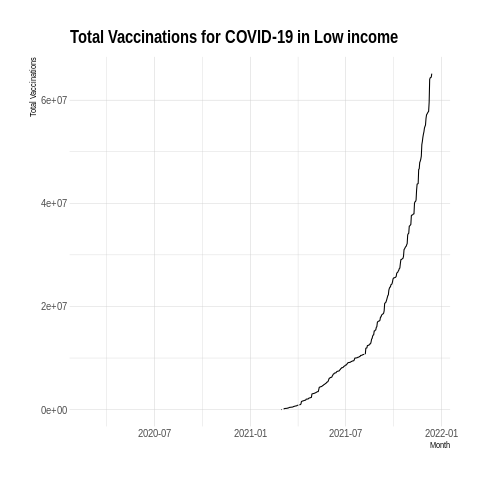 Total Vaccinations for COVID-19 in Low income
Total Vaccinations
6e+07
4e+07
2e+07
0e+00
2020-07 2021-01 2021-07 2022-01
Month